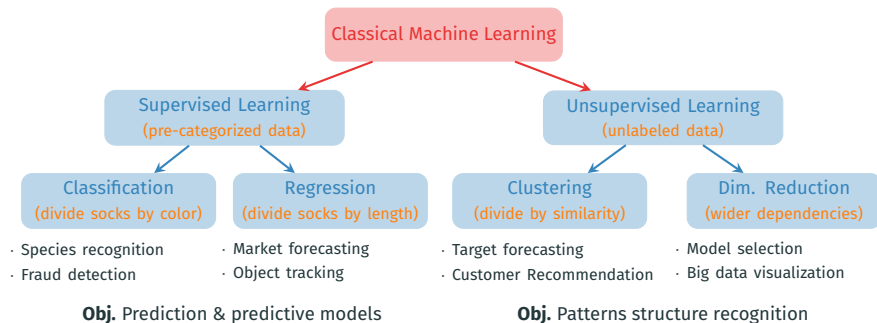 Classical Machine Learning
Supervised Learning
(pre-categorized data)
Unsupervised Learning
(unlabeled data)
Classification
(divide socks by color)
Regression
(divide socks by length)
Clustering
(divide by similarity)
Dim. Reduction
(wider dependencies)
· Species recognition
· Fraud detection
· Market forecasting
· Object tracking
· Target forecasting
· Customer Recommendation
· Model selection
· Big data visualization
Obj. Prediction & predictive models
Obj. Patterns structure recognition